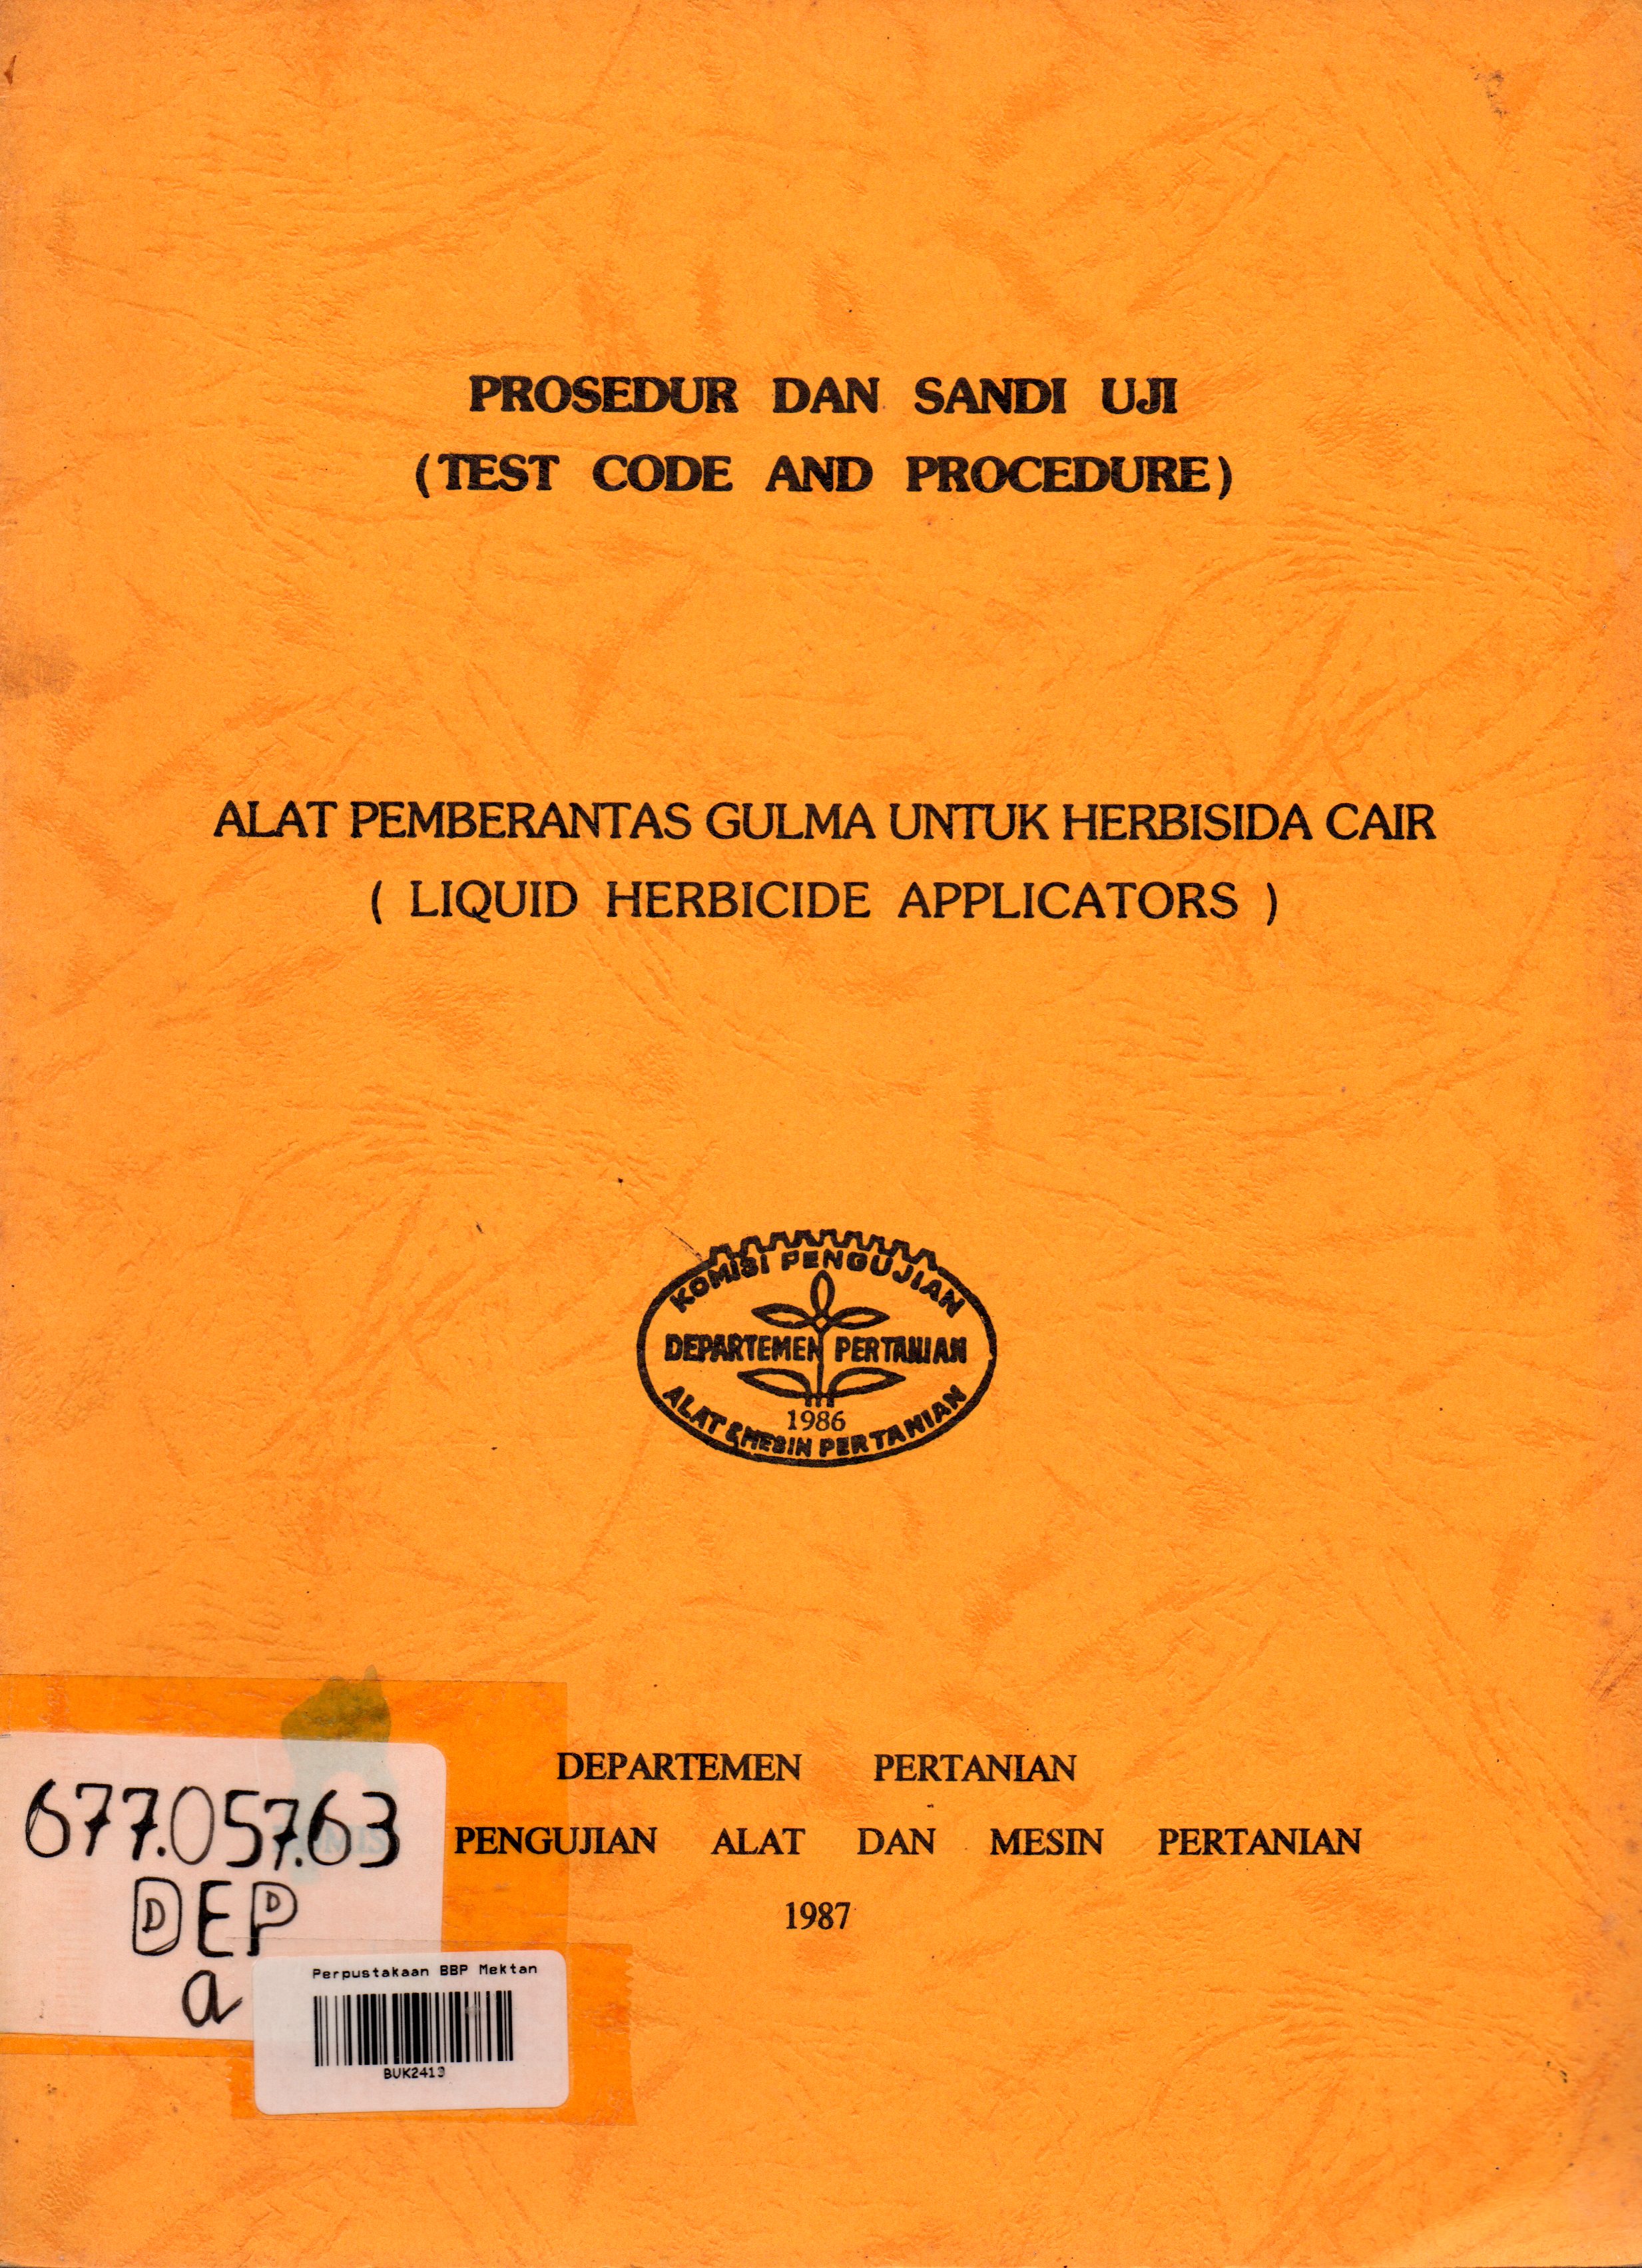 PROSEDUR DAN SANDI UJI
(TEST CODE AND PROCEDURE)
ALAT PEMBERANTAS GULMA UNTUK HERBISIDA CAIR
( LIQUID HERBICIDE APPLICATORS )
KOMISI PENGUJIAN
DEPARTEMEN PERTANIAN
1986
ALAT & MESIN PERTANIAN
DEPARTEMEN PERTANIAN
PENGUJIAN ALAT DAN MESIN PERTANIAN
1987
677.057.63
DEP
a
Perpustakaan BBP Mektan
BUK2413